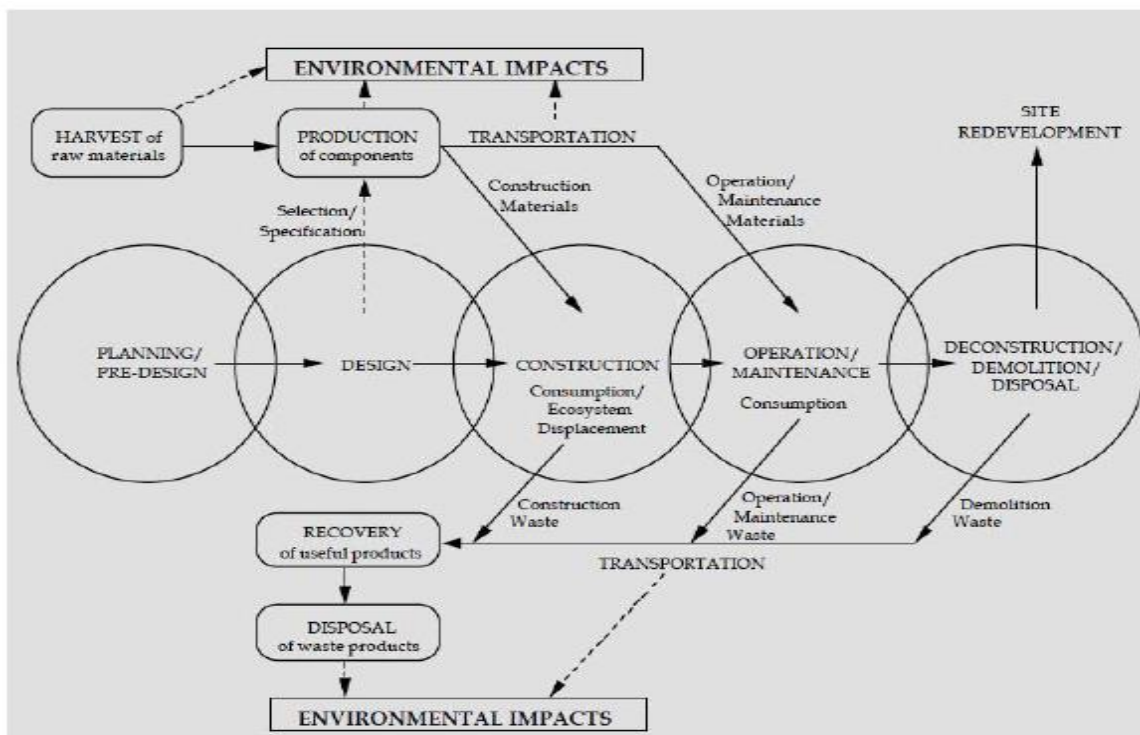 ENVIRONMENTAL IMPACTS
HARVEST of
raw materials
PRODUCTION
of components
TRANSPORTATION
SITE
REDEVELOPMENT
Selection/
Specification
Construction
Materials
Operation/
Maintenance
Materials
PLANNING/
PRE-DESIGN
DESIGN
CONSTRUCTION
Consumption/
Ecosystem
Displacement
OPERATION/
MAINTENANCE
Consumption
DECONSTRUCTION/
DEMOLITION/
DISPOSAL
Construction
Waste
Operation/
Maintenance
Waste
Demolition
Waste
RECOVERY
of useful products
TRANSPORTATION
DISPOSAL
of waste products
ENVIRONMENTAL IMPACTS